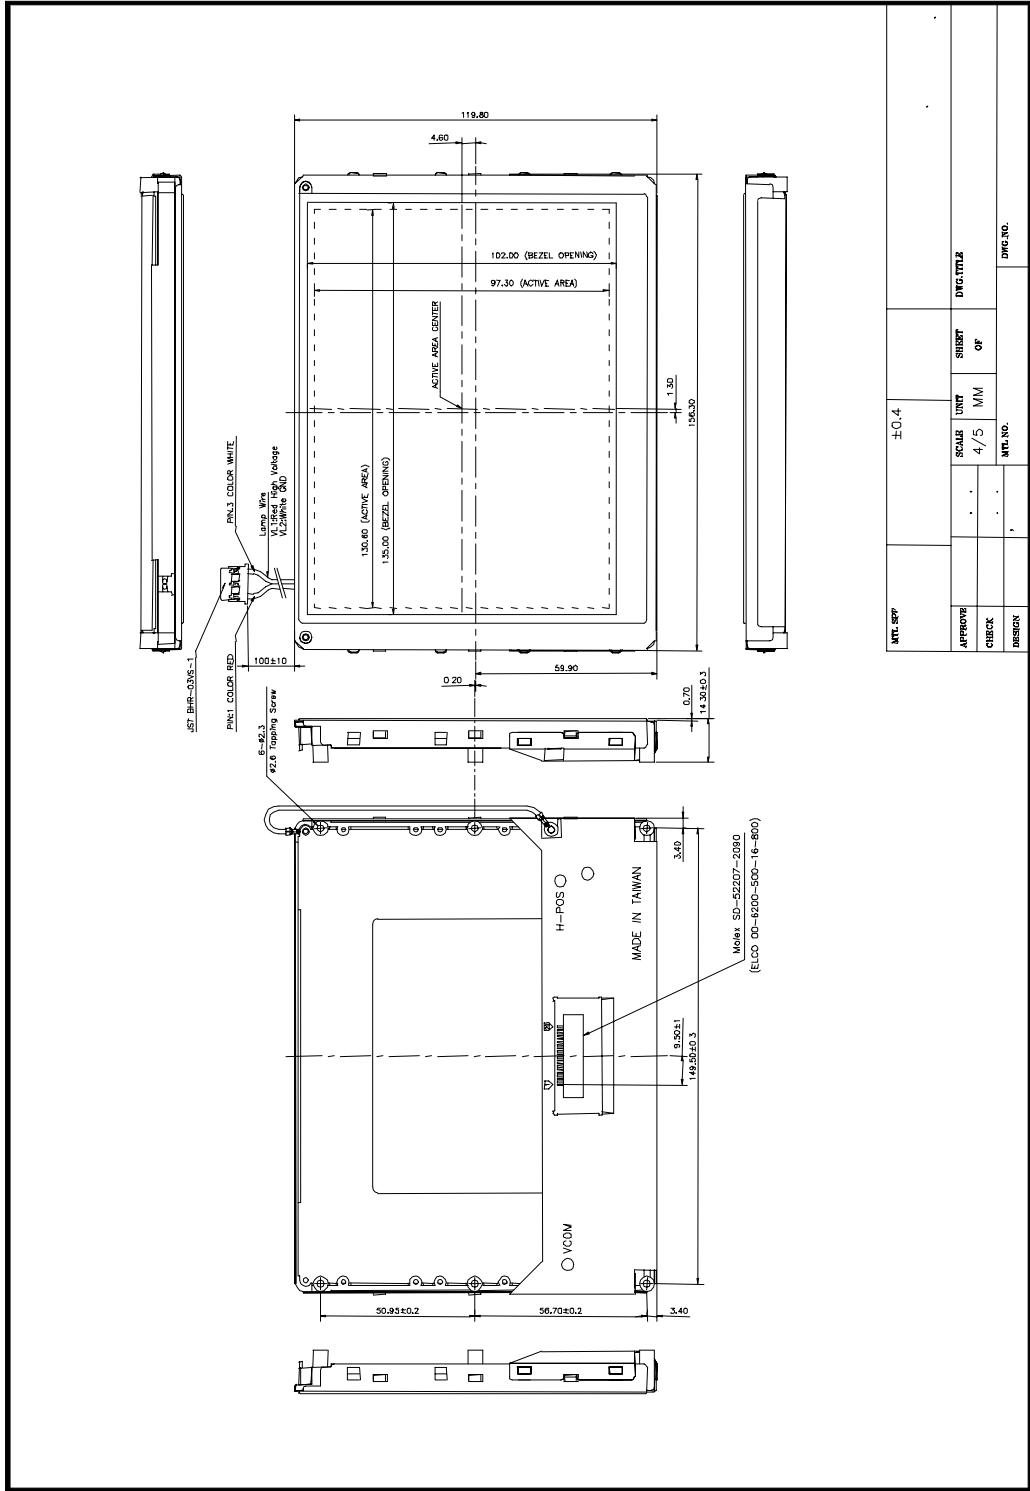 119.80
4.60
102.00 (BEZEL OPENING)
97.30 (ACTIVE AREA)
ACTIVE AREA CENTER
1.30
156.30
130.60 (ACTIVE AREA)
135.00 (BEZEL OPENING)
PIN:3 COLOR WHITE
Lamp Wire
VL1:Red High Voltage
VL2:White GND
JST BHR-03VS-1
PIN:1 COLOR RED
100±10
59.90
0.20
0.70
14.30±0.3
6-ø2.3
ø2.6 Tapping Screw
3.40
H-POS
MADE IN TAIWAN
Molex SD-52207-2090
(ELCO 00-6200-500-16-800)
9.50±1
149.50±0.3
VCOM
50.95±0.2
56.70±0.2
3.40
MTL SPF
±0.4
APPROVE
CHECK
DESIGN
SCALE
4/5
UNIT
MM
SHEET
OF
DWG.TITLE
MTL NO.
DWG.NO.